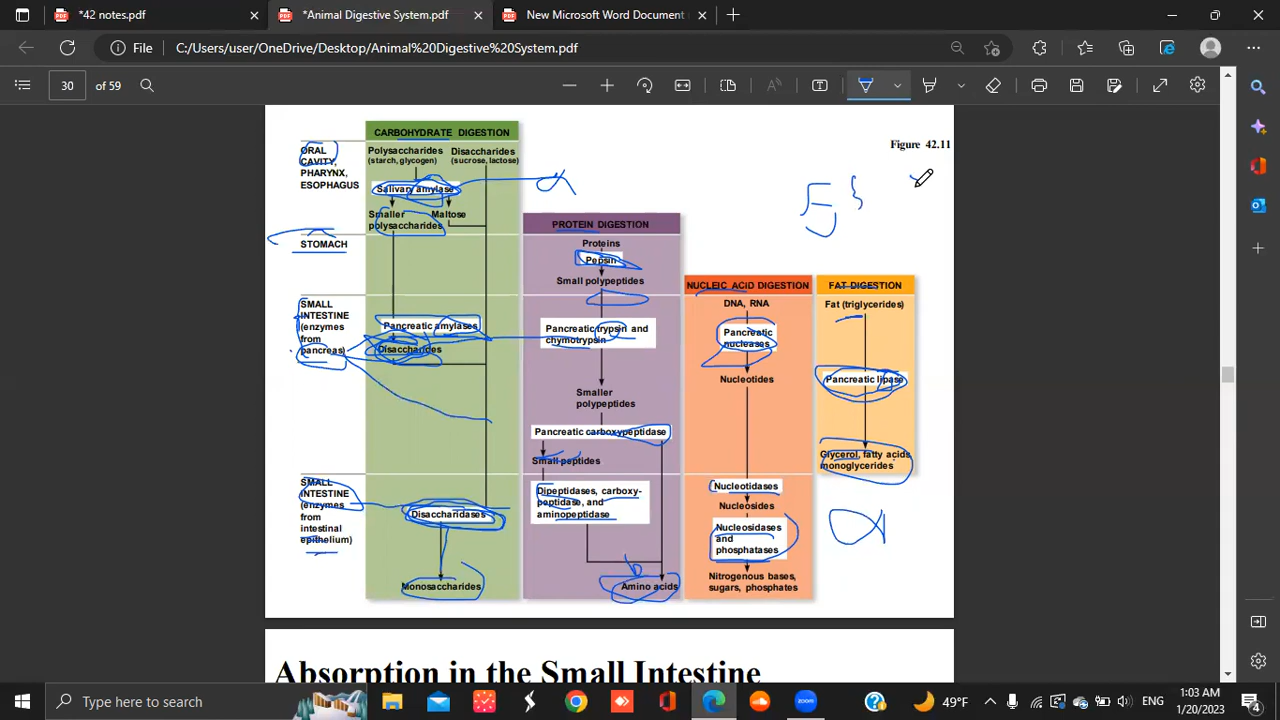 *42 notes.pdf
*Animal Digestive System.pdf
New Microsoft Word Document
File
C:/Users/user/OneDrive/Desktop/Animal%20Digestive%20System.pdf
30
of 59
CARBOHYDRATE DIGESTION
Figure 42.11
ORAL
CAVITY,
PHARYNX,
ESOPHAGUS
Polysaccharides
(starch, glycogen)
Disaccharides
(sucrose, lactose)
Salivary amylase
Smaller
polysaccharides
Maltose
STOMACH
PROTEIN DIGESTION
Proteins
Pepsin
Small polypeptides
NUCLEIC ACID DIGESTION
FAT DIGESTION
SMALL
INTESTINE
(enzymes
from
pancreas)
Pancreatic amylases
Disaccharides
Pancreatic trypsin and
chymotrypsin
Smaller
polypeptides
Pancreatic carboxypeptidase
Small peptides
DNA, RNA
Pancreatic
nucleases
Nucleotides
Fat (triglycerides)
Pancreatic lipase
Glycerol, fatty acids,
monoglycerides
SMALL
INTESTINE
(enzymes
from
intestinal
epithelium)
Disaccharidases
Monosaccharides
Dipeptidases, carboxy-
peptidase, and
aminopeptidase
Amino acids
Nucleotidases
Nucleosides
Nucleosidases
and
phosphatases
Nitrogenous bases,
sugars, phosphates
Absorption in the Small Intestine
Type here to search
zoom
49°F
ENG
1:03 AM
1/20/2023
4